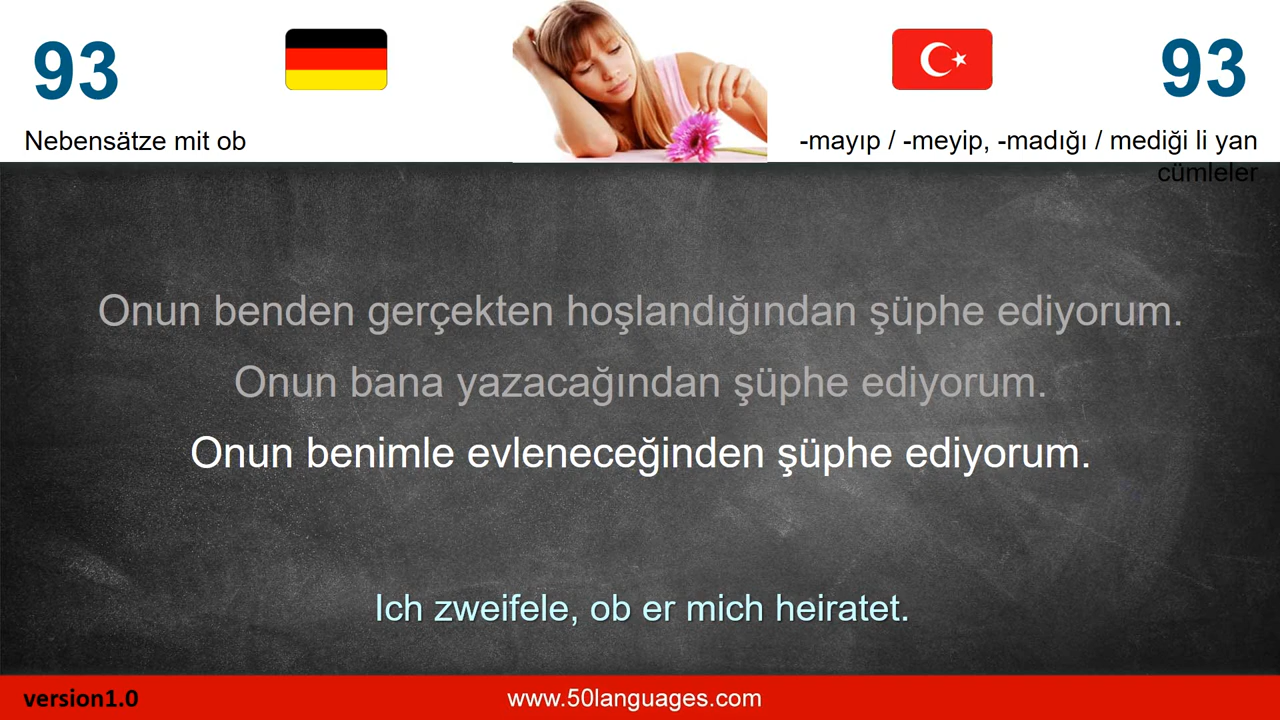 93
93
Nebensätze mit ob
-mayıp / -meyip, -madığı / mediği li yan
cümleler
Onun benden gerçekten hoşlandığından şüphe ediyorum.
Onun bana yazacağından şüphe ediyorum.
Onun benimle evleneceğinden şüphe ediyorum.
Ich zweifele, ob er mich heiratet.
version1.0
www.50languages.com